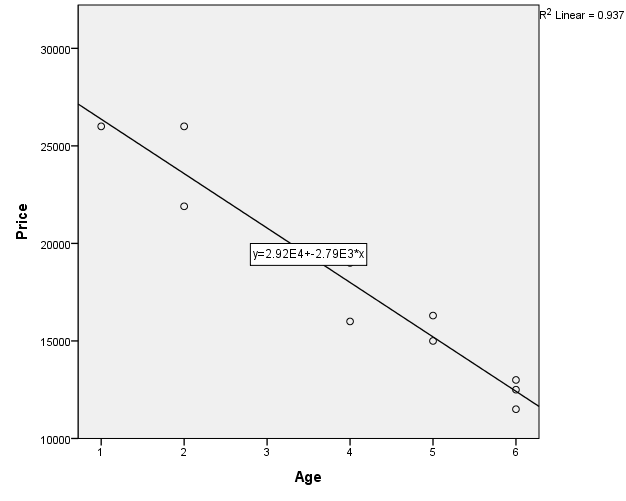 R² Linear = 0.937
30000
25000
20000
15000
10000
Price
y=2.92E4+-2.79E3*x
1 2 3 4 5 6
Age